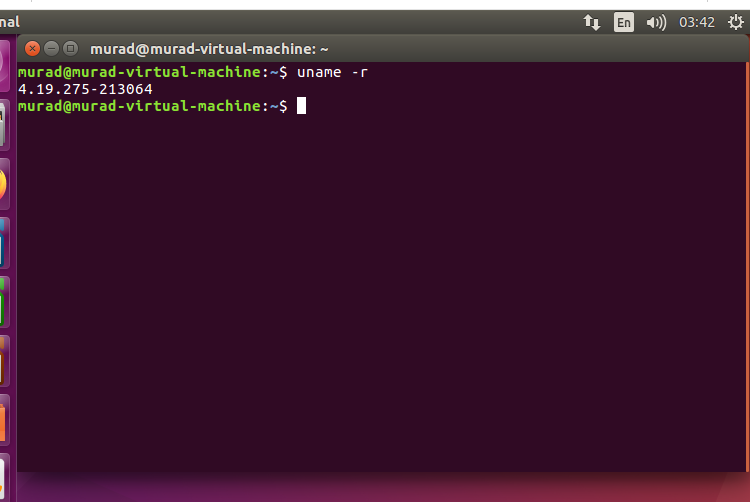 nal
En
03:42
murad@murad-virtual-machine: ~
murad@murad-virtual-machine:~$ uname -r
4.19.275-213064
murad@murad-virtual-machine:~$